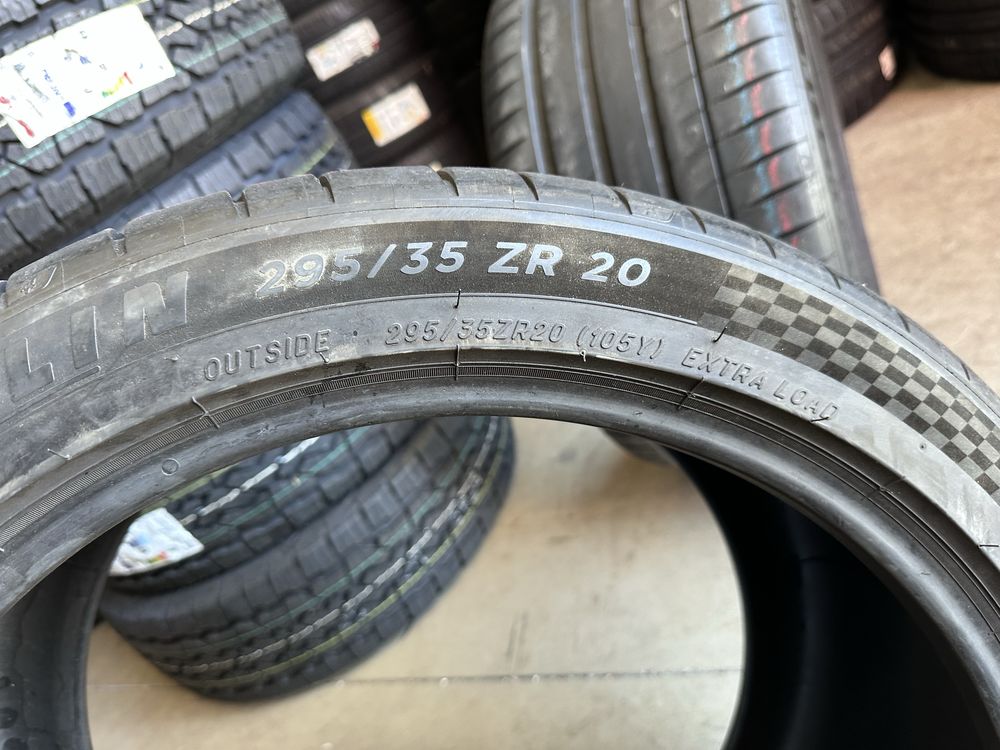 LIN 295/35 ZR 20
OUTSIDE 295/35ZR20 (105Y) EXTRA LOAD